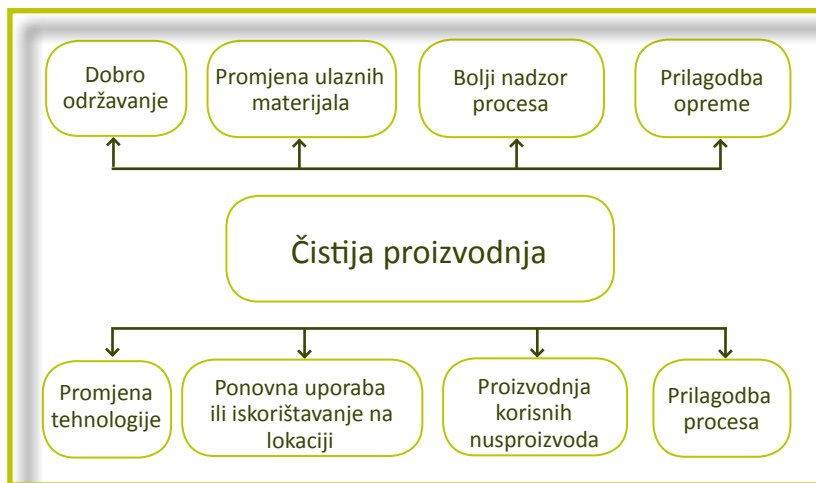 Dobro
održavanje
Promjena ulaznih
materijala
Bolji nadzor
procesa
Prilagodba
opreme
Čistija proizvodnja
Promjena
tehnologije
Ponovna uporaba
ili iskorištavanje na
lokaciji
Proizvodnja
korisnih
nusproizvoda
Prilagodba
procesa